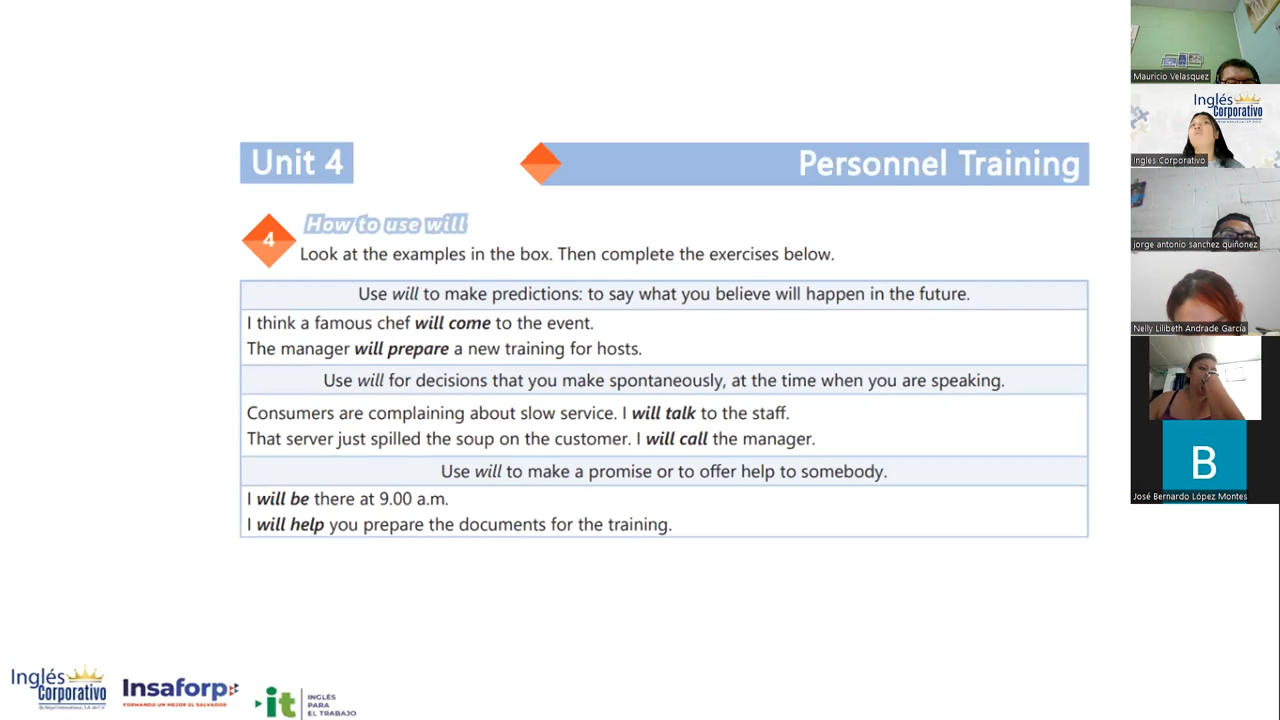 Unit 4
Personnel Training
4
How to use will
Look at the examples in the box. Then complete the exercises below.
Use will to make predictions: to say what you believe will happen in the future.
I think a famous chef will come to the event.
The manager will prepare a new training for hosts.
Use will for decisions that you make spontaneously, at the time when you are speaking.
Consumers are complaining about slow service. I will talk to the staff.
That server just spilled the soup on the customer. I will call the manager.
Use will to make a promise or to offer help to somebody.
I will be there at 9.00 a.m.
I will help you prepare the documents for the training.
Inglés
Corporativo
Insaforp
FORMANDO UN MEJOR EL SALVADOR
it
INGLÉS
PARA
EL TRABAJO
Mauricio Velasquez
Inglés
Corporativo
Ingles Corporativo
jorge antonio sanchez quiñonez
Nelly Lilibeth Andrade García
B
José Bernardo López Montes